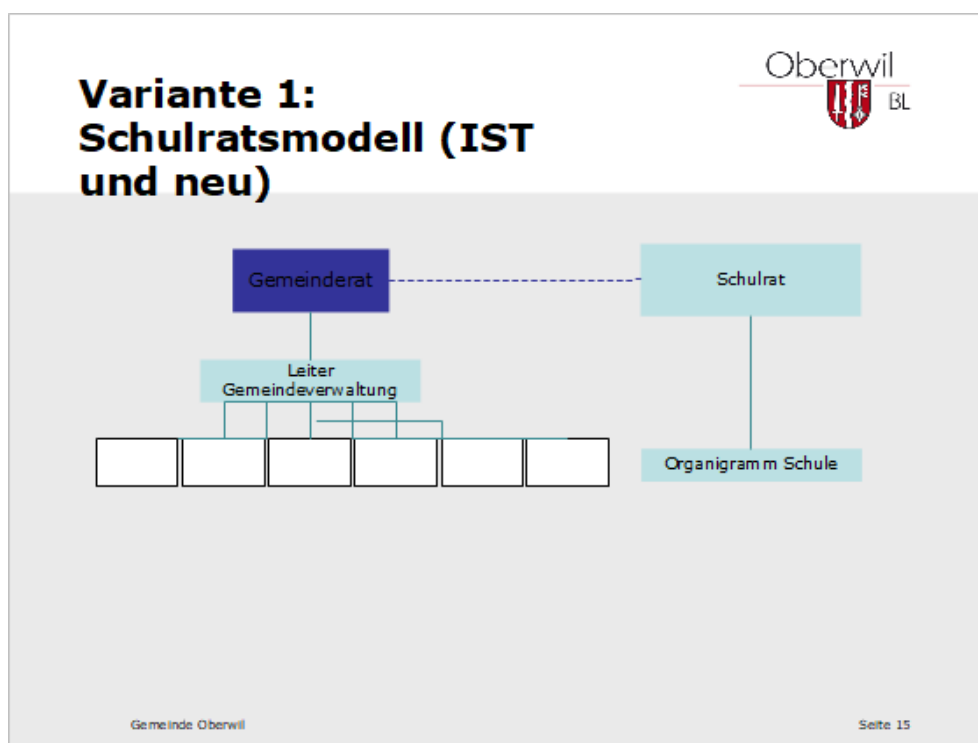 Variante 1:
Schulratsmodell (IST
und neu)
Oberwil
BL
Gemeinderat
Schulrat
Leiter
Gemeindeverwaltung
Organigramm Schule
Gemeinde Oberwil
Seite 15